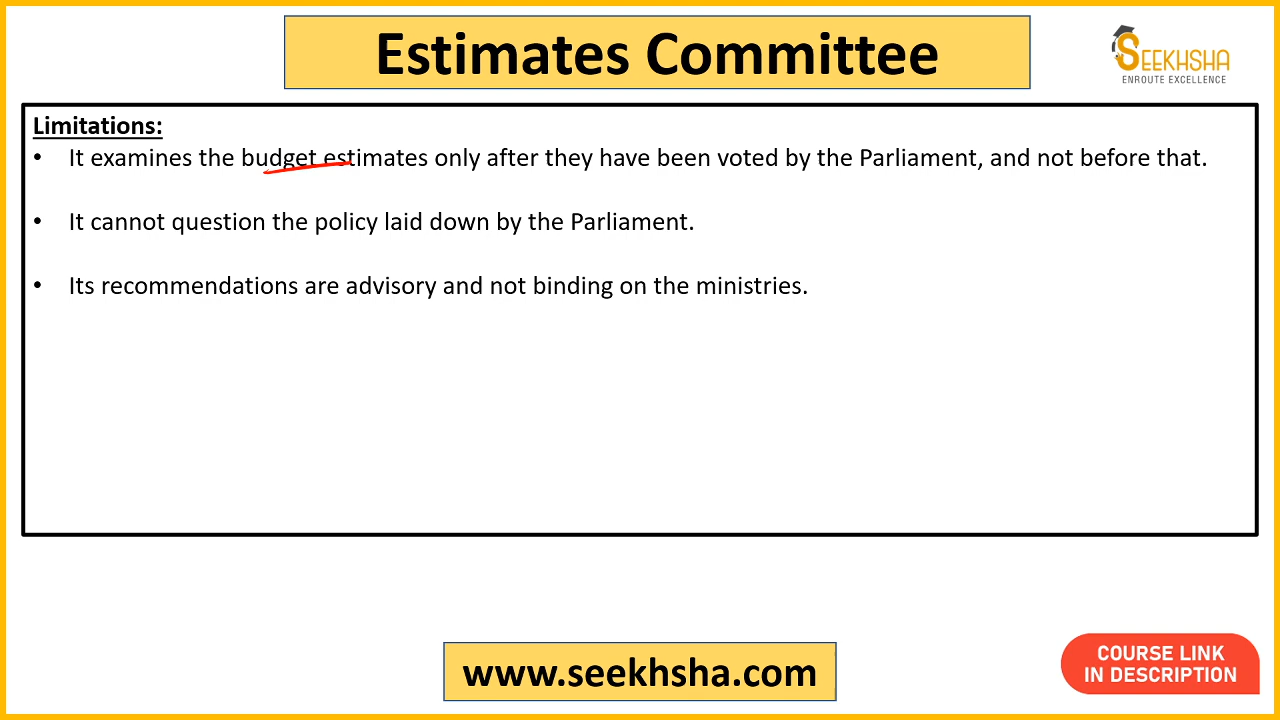 Estimates Committee
SEEKHSHA
ENROUTE EXCELLENCE
Limitations:
• It examines the budget estimates only after they have been voted by the Parliament, and not before that.
• It cannot question the policy laid down by the Parliament.
• Its recommendations are advisory and not binding on the ministries.
www.seekhsha.com
COURSE LINK
IN DESCRIPTION